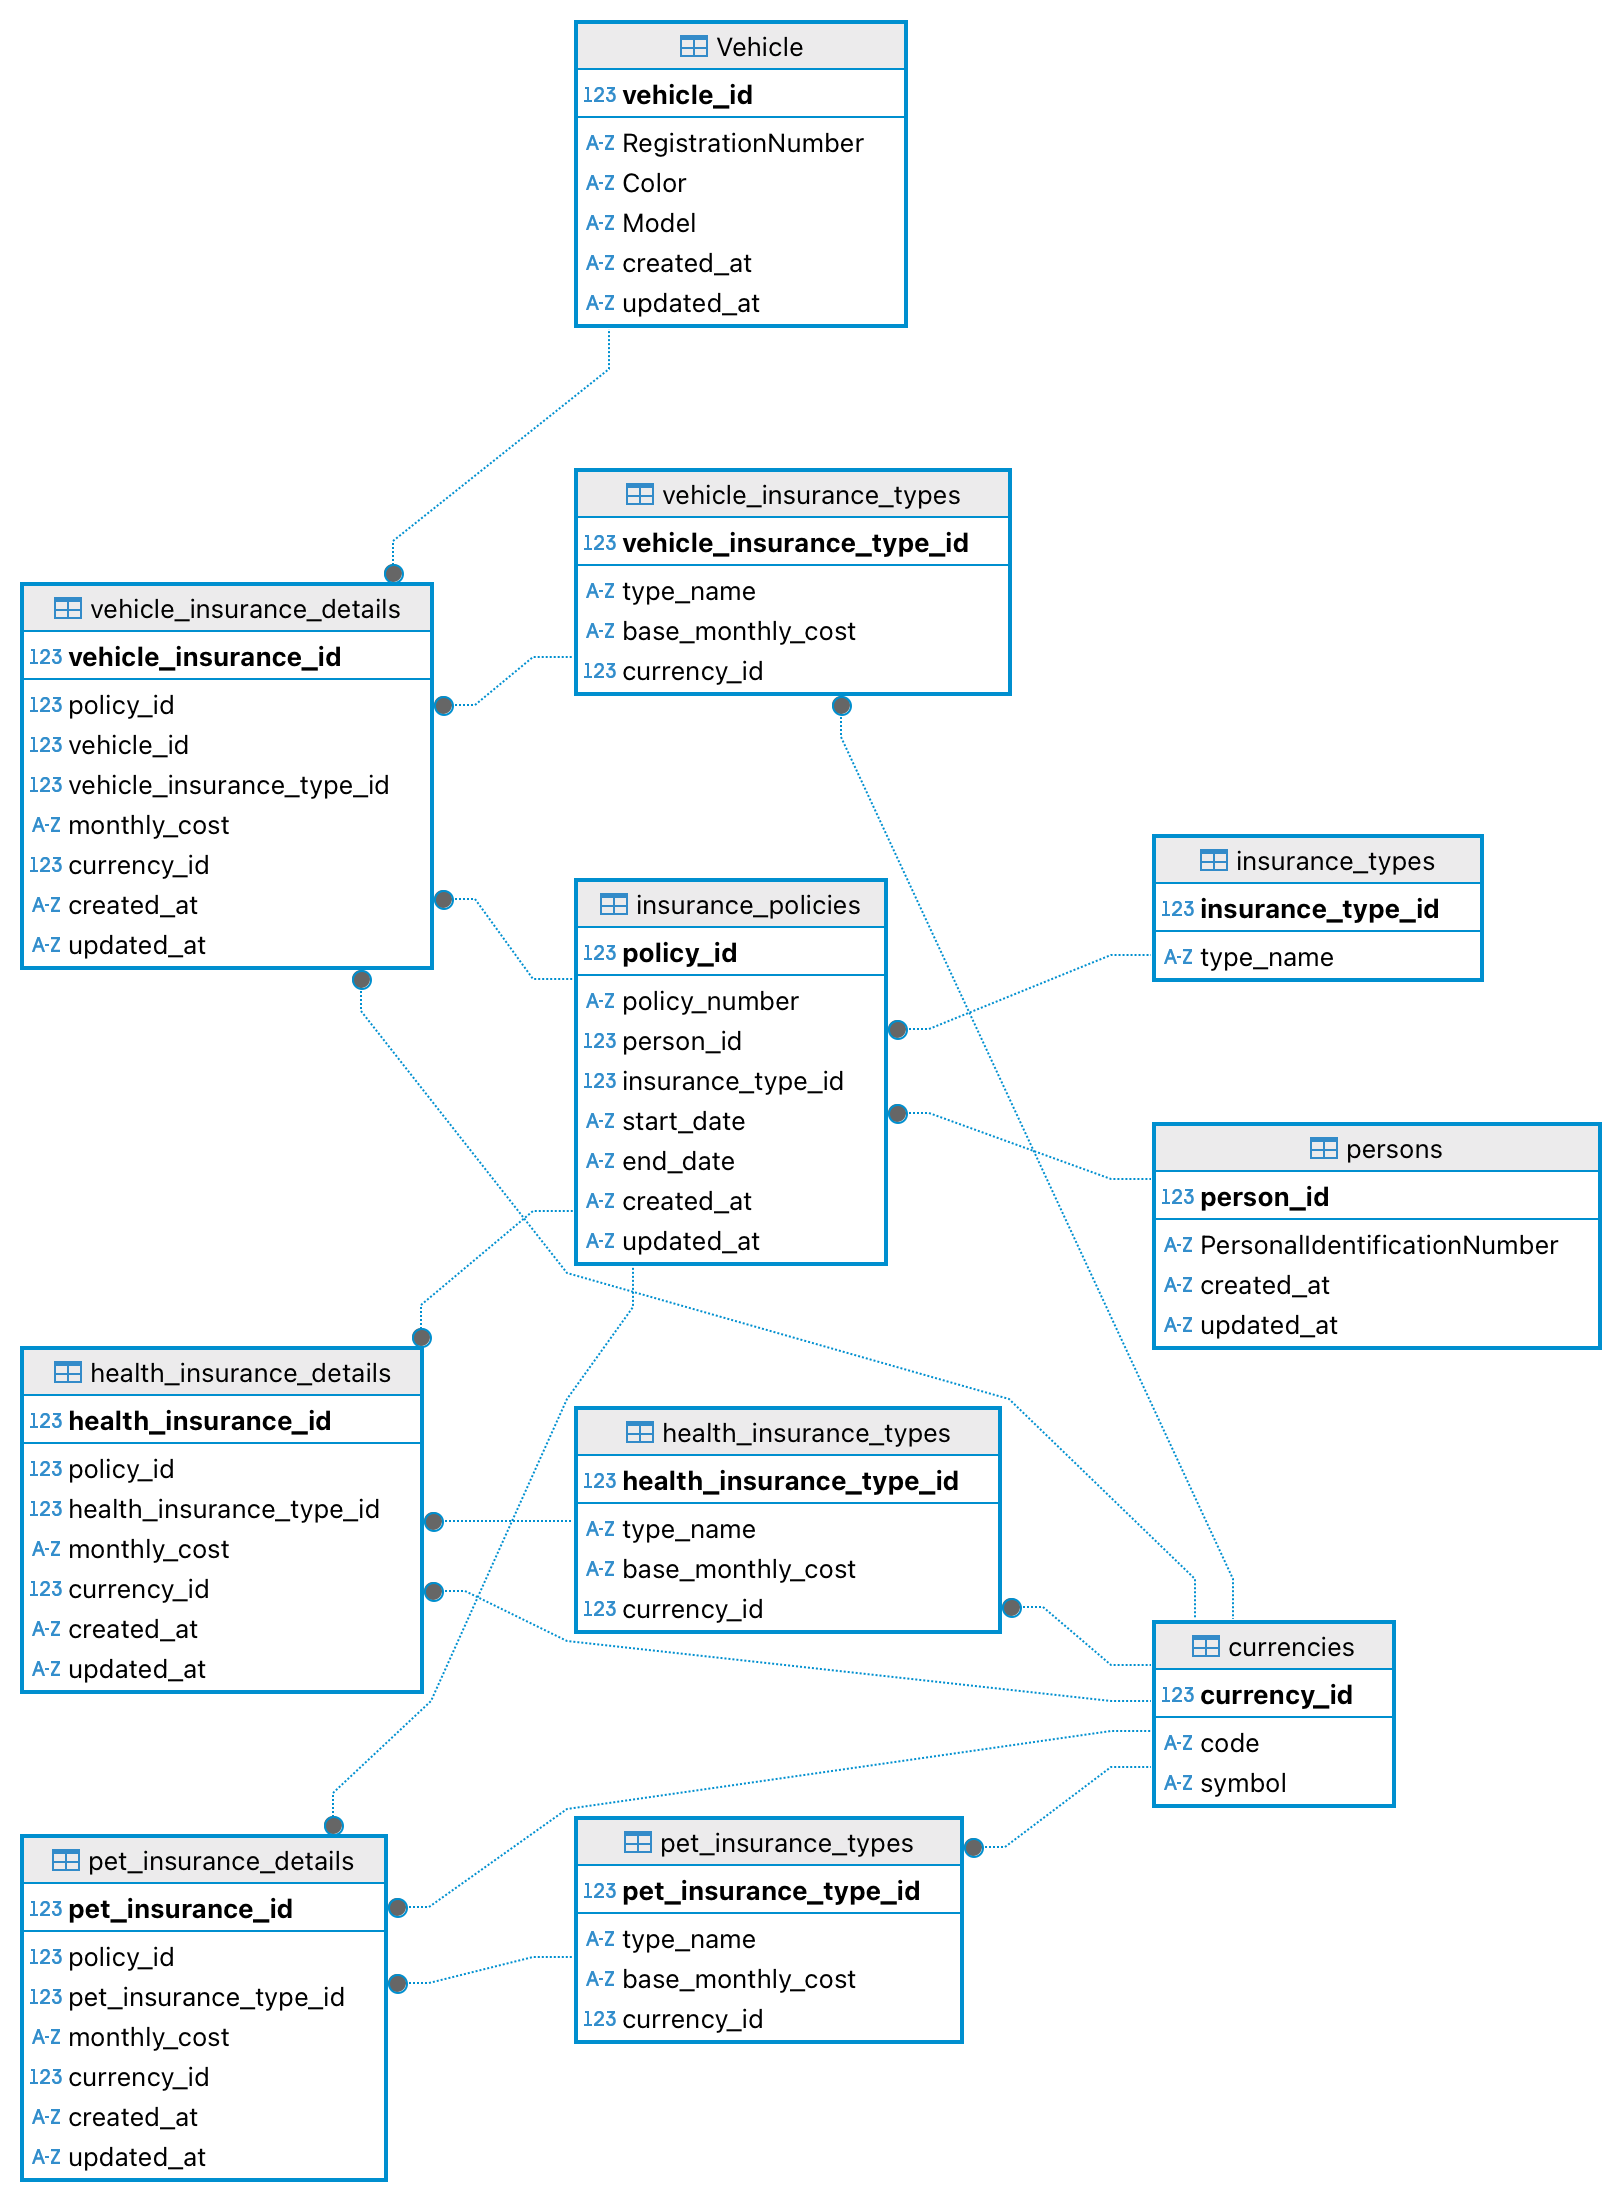 Vehicle
123 vehicle_id
A-Z RegistrationNumber
A-Z Color
A-Z Model
A-Z created_at
A-Z updated_at
vehicle_insurance_types
123 vehicle_insurance_type_id
A-Z type_name
A-Z base_monthly_cost
123 currency_id
vehicle_insurance_details
123 vehicle_insurance_id
123 policy_id
123 vehicle_id
123 vehicle_insurance_type_id
A-Z monthly_cost
123 currency_id
A-Z created_at
A-Z updated_at
insurance_types
123 insurance_type_id
A-Z type_name
insurance_policies
123 policy_id
A-Z policy_number
123 person_id
123 insurance_type_id
A-Z start_date
A-Z end_date
A-Z created_at
A-Z updated_at
persons
123 person_id
A-Z PersonalIdentificationNumber
A-Z created_at
A-Z updated_at
health_insurance_details
123 health_insurance_id
123 policy_id
123 health_insurance_type_id
A-Z monthly_cost
123 currency_id
A-Z created_at
A-Z updated_at
health_insurance_types
123 health_insurance_type_id
A-Z type_name
A-Z base_monthly_cost
123 currency_id
currencies
123 currency_id
A-Z code
A-Z symbol
pet_insurance_details
123 pet_insurance_id
123 policy_id
123 pet_insurance_type_id
A-Z monthly_cost
123 currency_id
A-Z created_at
A-Z updated_at
pet_insurance_types
123 pet_insurance_type_id
A-Z type_name
A-Z base_monthly_cost
123 currency_id